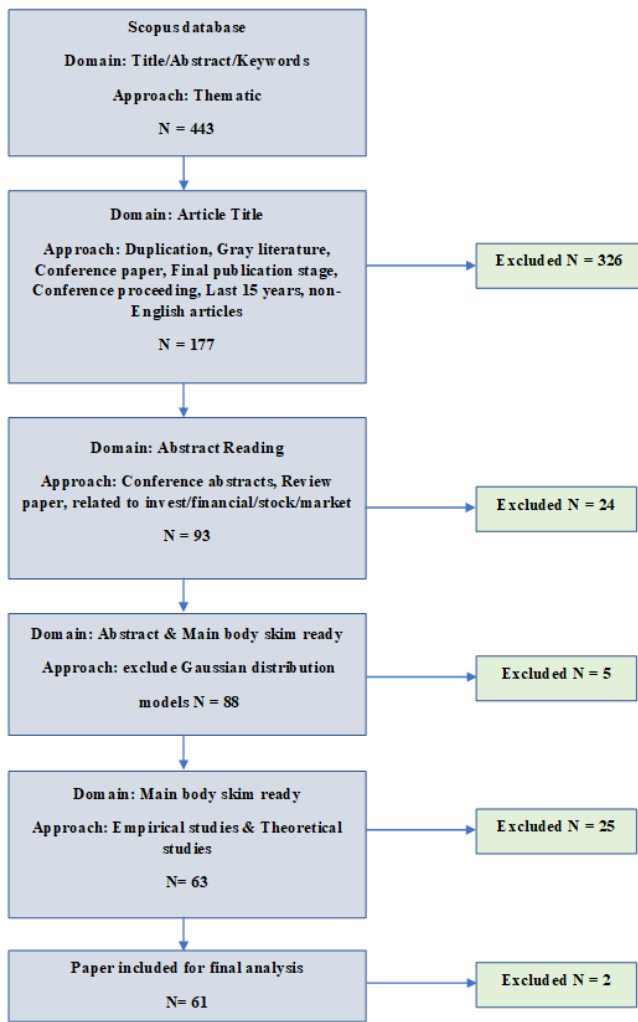 Scopus database
Domain: Title/Abstract/Keywords
Approach: Thematic
N = 443
Domain: Article Title
Approach: Duplication, Gray literature,
Conference paper, Final publication stage,
Conference proceeding, Last 15 years, non-
English articles
N = 177
Excluded N = 326
Domain: Abstract Reading
Approach: Conference abstracts, Review
paper, related to invest/financial/stock/market
N = 93
Excluded N = 24
Domain: Abstract & Main body skim ready
Approach: exclude Gaussian distribution
models N = 88
Excluded N = 5
Domain: Main body skim ready
Approach: Empirical studies & Theoretical
studies
N= 63
Excluded N = 25
Paper included for final analysis
N= 61
Excluded N = 2